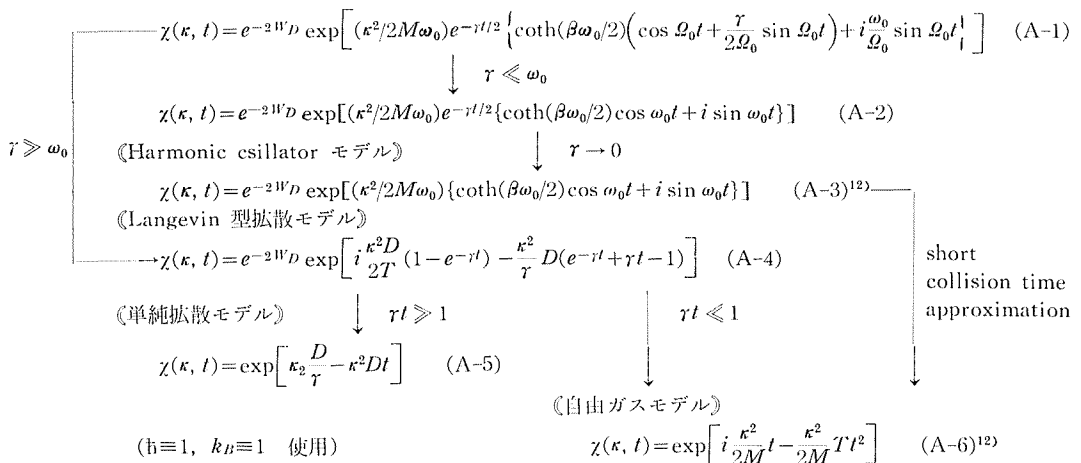 χ(κ, t)=e^{-2W_D} exp[(κ²/2Mω₀)e^{-γt/2}{coth(βω₀/2)(cos Ω₀t+γ/2Ω₀ sin Ω₀t)+i ω₀/Ω₀ sin Ω₀t}] (A-1)
γ≪ω₀
χ(κ, t)=e^{-2W_D} exp[(κ²/2Mω₀)e^{-γt/2}{coth(βω₀/2)cos ω₀t+i sin ω₀t}] (A-2)
γ≫ω₀
《Harmonic csillator モデル》 γ→0
χ(κ, t)=e^{-2W_D} exp[(κ²/2Mω₀){coth(βω₀/2)cos ω₀t+i sin ω₀t}] (A-3)¹²⁾
《Langevin 型拡散モデル》
χ(κ, t)=e^{-2W_D} exp[i κ²D/2T (1−e^{-γt})−κ²/γ D(e^{-γt}+γt−1)] (A-4)
short
collision time
approximation
《単純拡散モデル》 γt≫1 γt≪1
χ(κ, t)=exp[κ₂ D/γ−κ²Dt] (A-5)
《自由ガスモデル》
(ħ≡1, k_B≡1 使用) χ(κ, t)=exp[i κ²/2M t−κ²/2M Tt²] (A-6)¹²⁾